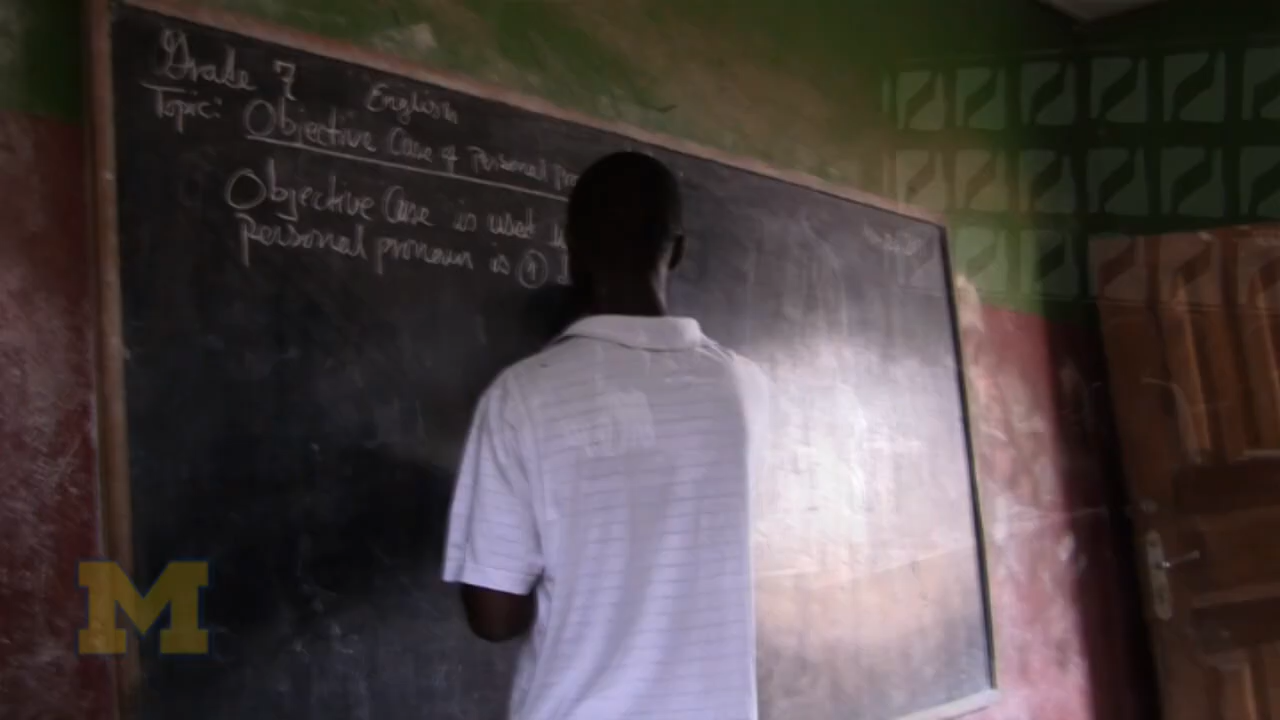 Grade 7 English
Topic: Objective Case of Personal
Objective Case is used
Personal pronoun is
M